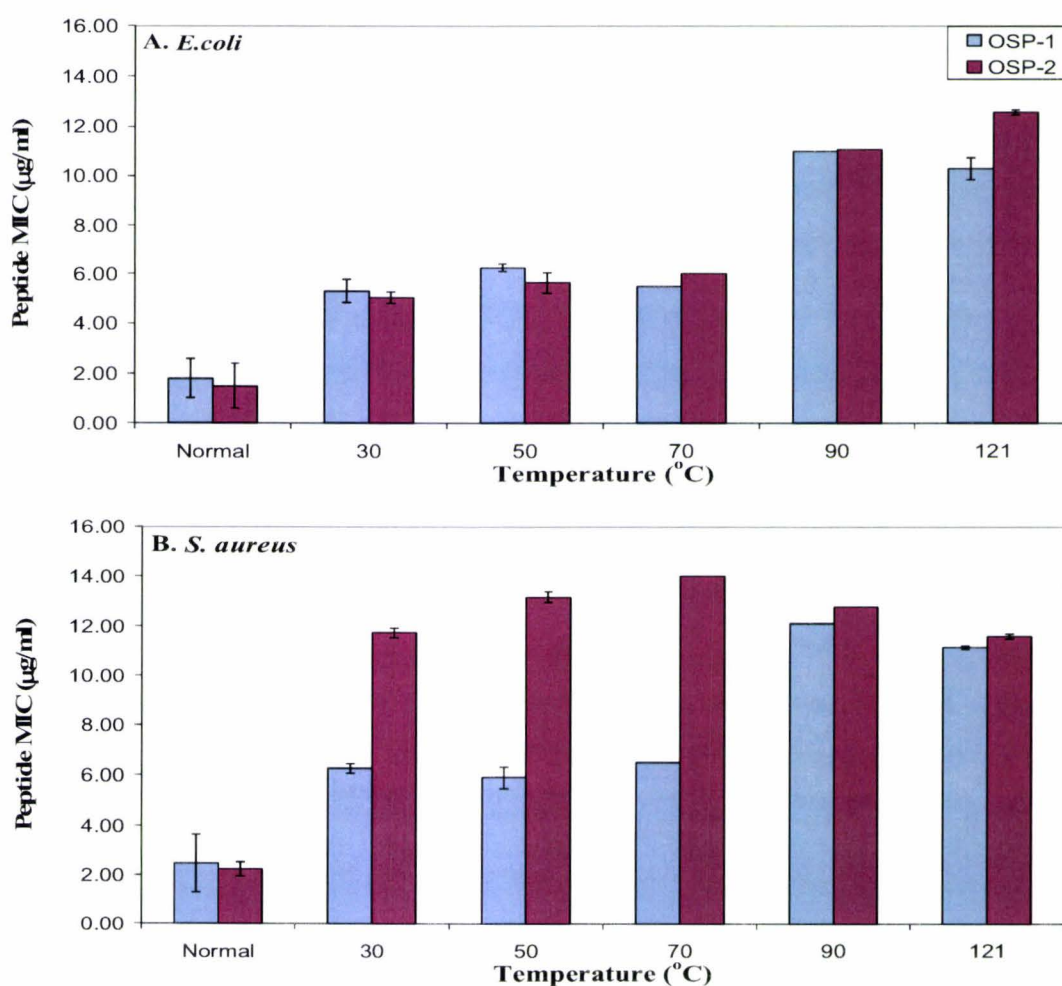 A. E.coli
OSP-1
OSP-2
16.00
14.00
12.00
10.00
8.00
6.00
4.00
2.00
0.00
Peptide MIC (µg/ml)
Normal 30 50 70 90 121
Temperature (°C)
B. S. aureus
16.00
14.00
12.00
10.00
8.00
6.00
4.00
2.00
0.00
Peptide MIC (µg/ml)
Normal 30 50 70 90 121
Temperature (°C)